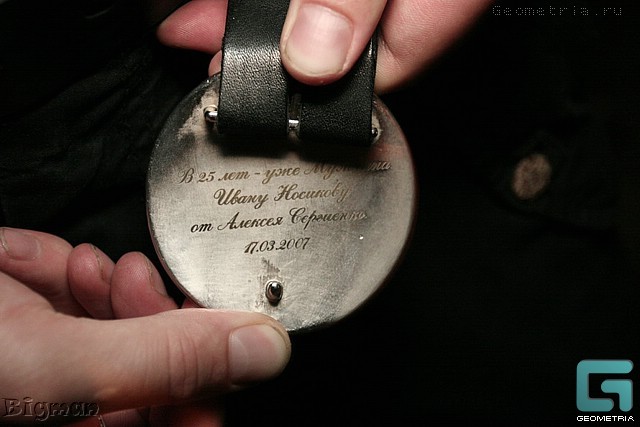 Geometria.ru
В 25 лет - уже
Ивану Носикову
от Алексея Сергиенко
17.03.2007
Bigman
GEOMETRIA